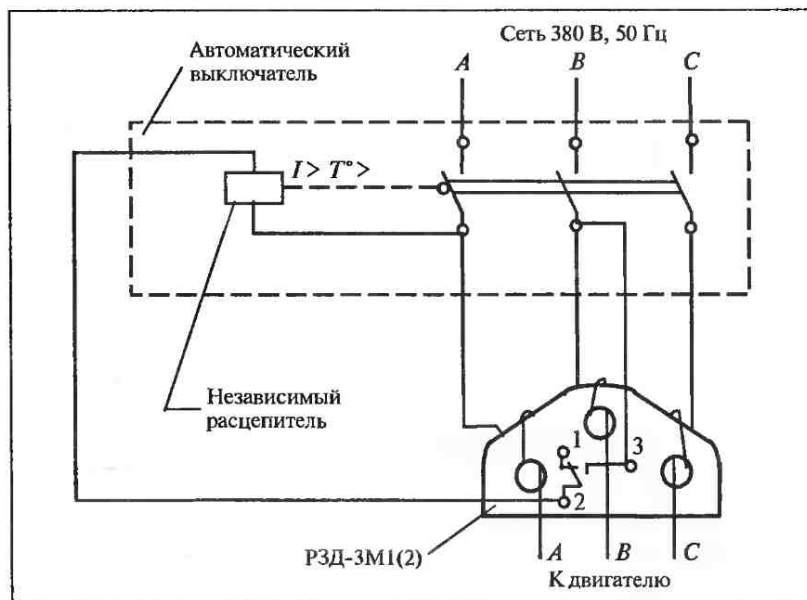 Сеть 380 В, 50 Гц
Автоматический
выключатель
A
B
C
I> T°>
Независимый
расцепитель
1
3
2
РЗД-3М1(2)
A
B
C
К двигателю